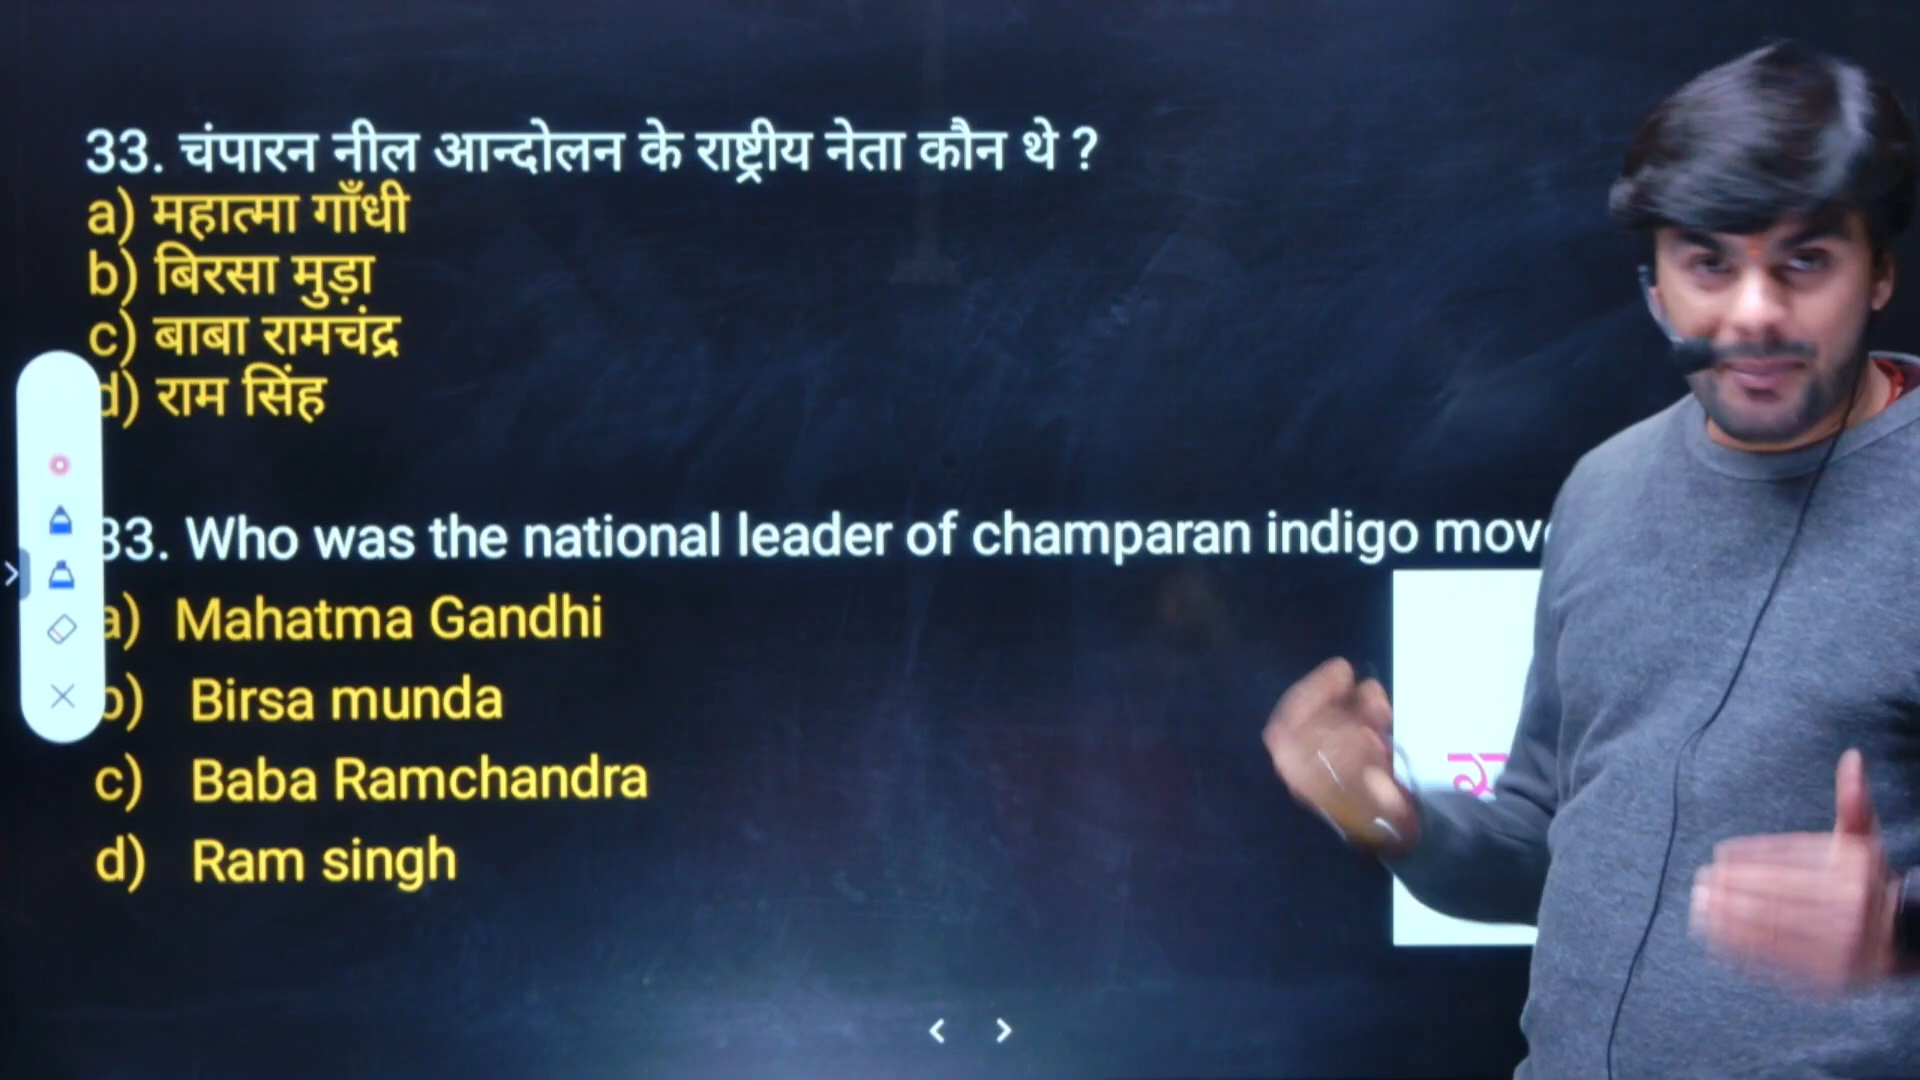 33. चंपारन नील आन्दोलन के राष्ट्रीय नेता कौन थे ?
a) महात्मा गाँधी
b) बिरसा मुड़ा
c) बाबा रामचंद्र
d) राम सिंह
33. Who was the national leader of champaran indigo
a) Mahatma Gandhi
b) Birsa munda
c) Baba Ramchandra
d) Ram singh